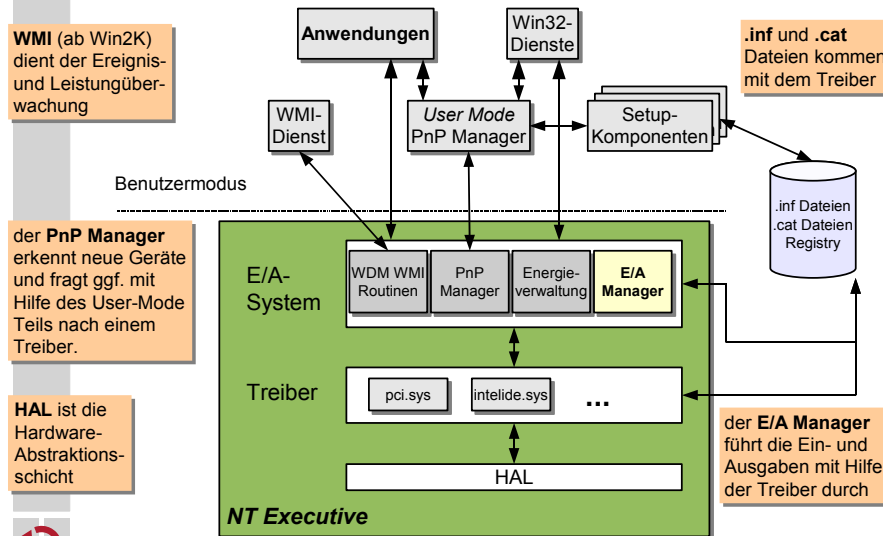 WMI (ab Win2K)
dient der Ereignis-
und Leistungüber-
wachung
Anwendungen
Win32-
Dienste
.inf und .cat
Dateien kommen
mit dem Treiber
WMI-
Dienst
User Mode
PnP Manager
Setup-
Komponenten
Benutzermodus
.inf Dateien
.cat Dateien
Registry
der PnP Manager
erkennt neue Geräte
und fragt ggf. mit
Hilfe des User-Mode
Teils nach einem
Treiber.
E/A-
System
WDM WMI
Routinen
PnP
Manager
Energie-
verwaltung
E/A
Manager
Treiber
pci.sys
intelide.sys
...
HAL ist die
Hardware-
Abstraktions-
schicht
der E/A Manager
führt die Ein- und
Ausgaben mit Hilfe
der Treiber durch
HAL
NT Executive